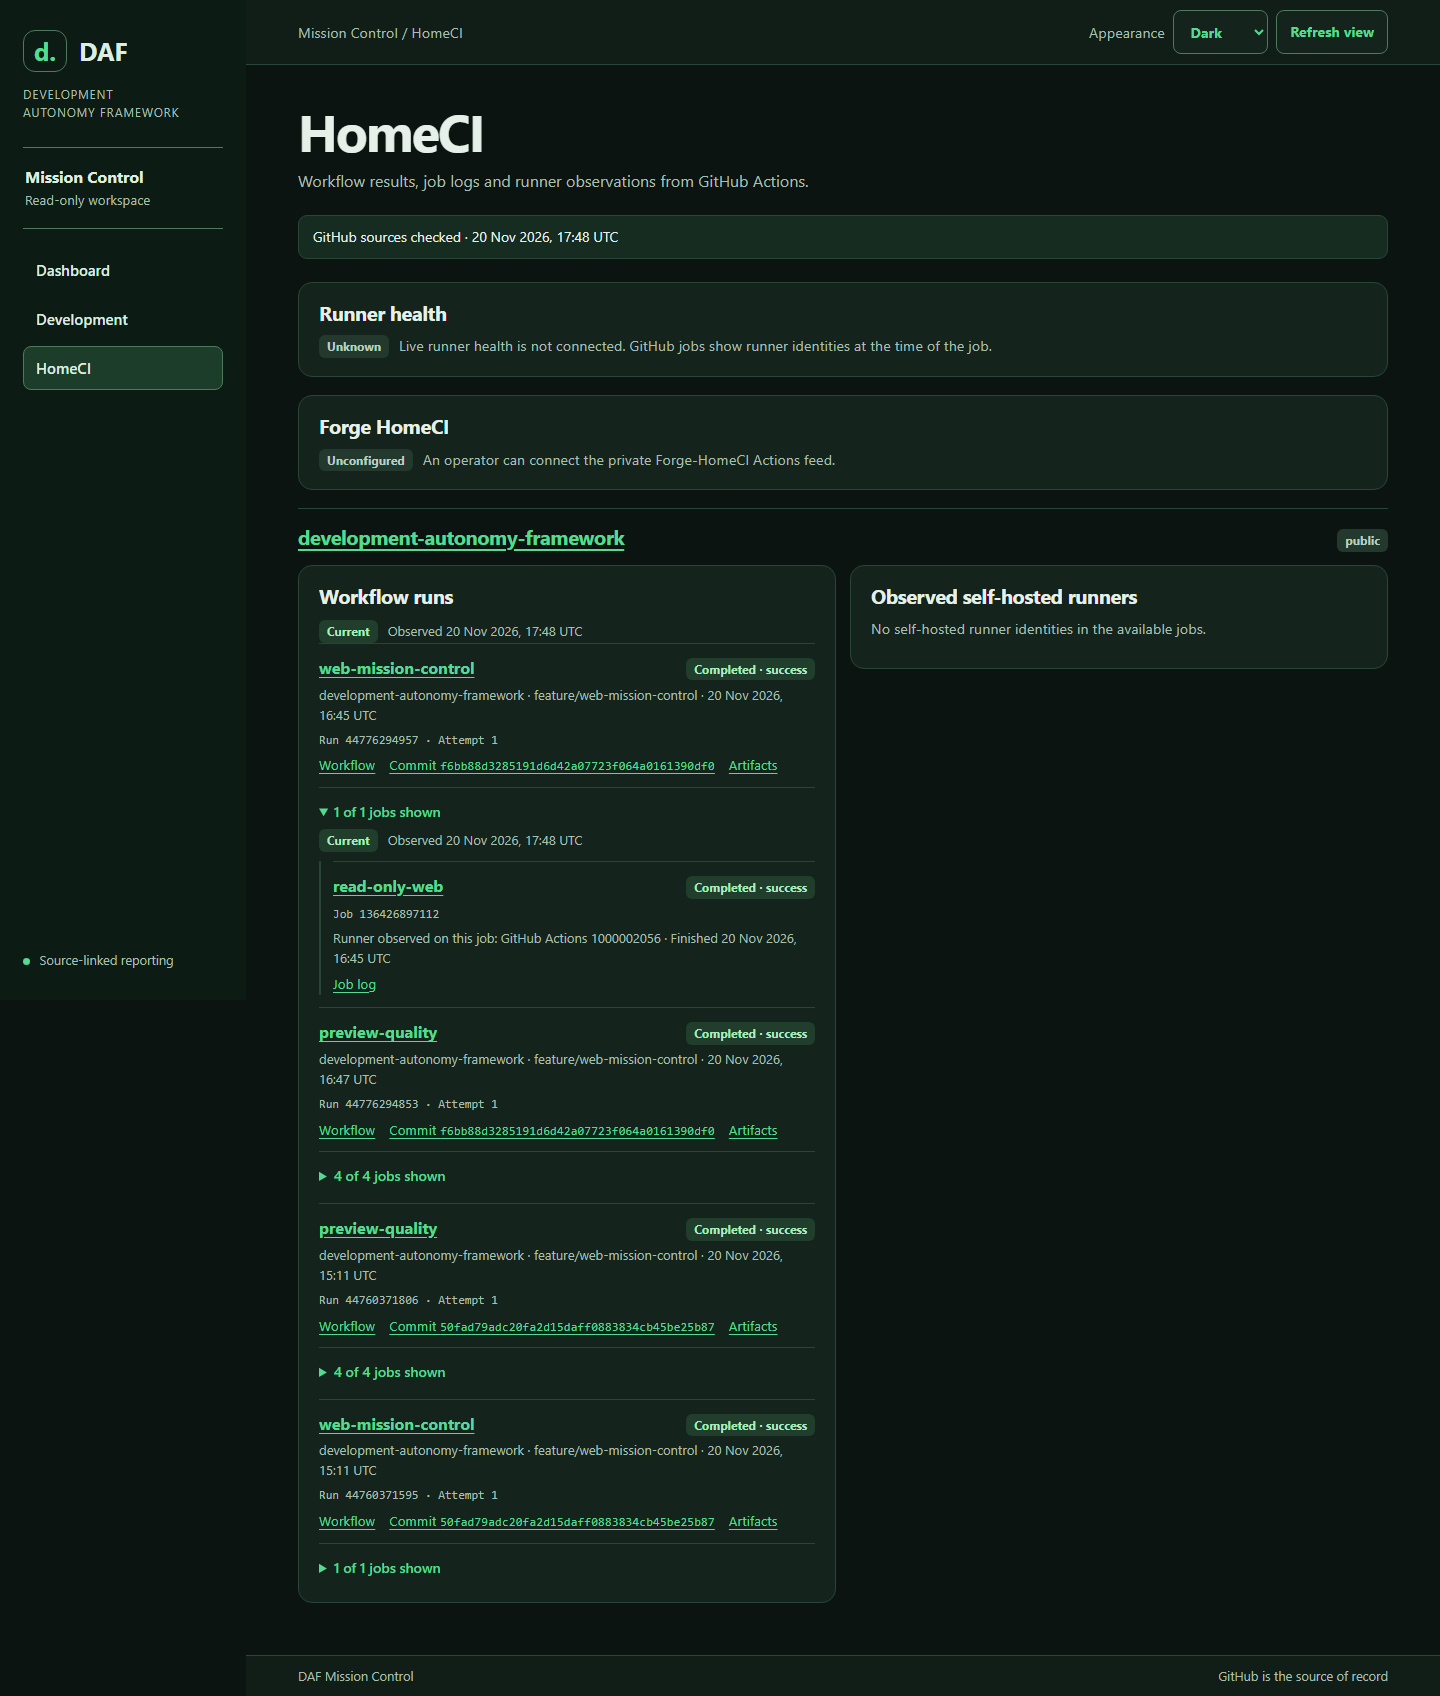 d. DAF
DEVELOPMENT
AUTONOMY FRAMEWORK
Mission Control
Read-only workspace
Dashboard
Development
HomeCI
Source-linked reporting
Mission Control / HomeCI
Appearance
Dark
Refresh view
HomeCI
Workflow results, job logs and runner observations from GitHub Actions.
GitHub sources checked · 20 Nov 2026, 17:48 UTC
Runner health
Unknown Live runner health is not connected. GitHub jobs show runner identities at the time of the job.
Forge HomeCI
Unconfigured An operator can connect the private Forge-HomeCI Actions feed.
development-autonomy-framework
public
Workflow runs
Current Observed 20 Nov 2026, 17:48 UTC
web-mission-control Completed · success
development-autonomy-framework · feature/web-mission-control · 20 Nov 2026,
16:45 UTC
Run 44776294957 · Attempt 1
Workflow Commit f6bb88d3285191d6d42a07723f064a0161390df0 Artifacts
▼ 1 of 1 jobs shown
Current Observed 20 Nov 2026, 17:48 UTC
read-only-web Completed · success
Job 136426897112
Runner observed on this job: GitHub Actions 1000002056 · Finished 20 Nov 2026,
16:45 UTC
Job log
preview-quality Completed · success
development-autonomy-framework · feature/web-mission-control · 20 Nov 2026,
16:47 UTC
Run 44776294853 · Attempt 1
Workflow Commit f6bb88d3285191d6d42a07723f064a0161390df0 Artifacts
▶ 4 of 4 jobs shown
preview-quality Completed · success
development-autonomy-framework · feature/web-mission-control · 20 Nov 2026,
15:11 UTC
Run 44760371806 · Attempt 1
Workflow Commit 50fad79adc20fa2d15daff0883834cb45be25b87 Artifacts
▶ 4 of 4 jobs shown
web-mission-control Completed · success
development-autonomy-framework · feature/web-mission-control · 20 Nov 2026,
15:11 UTC
Run 44760371595 · Attempt 1
Workflow Commit 50fad79adc20fa2d15daff0883834cb45be25b87 Artifacts
▶ 1 of 1 jobs shown
Observed self-hosted runners
No self-hosted runner identities in the available jobs.
DAF Mission Control
GitHub is the source of record